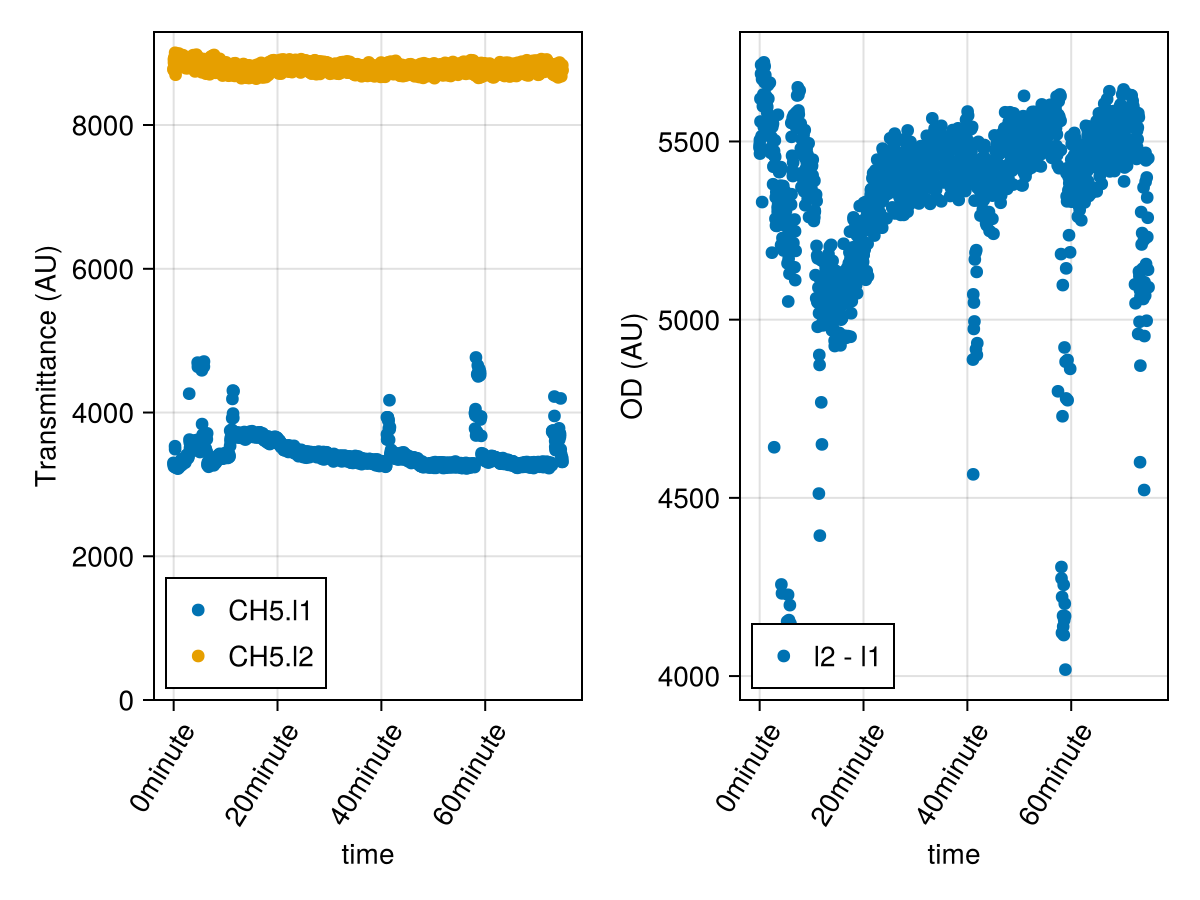 Transmittance (AU)
8000
6000
4000
2000
0
CH5.I1
CH5.I2
0minute
20minute
40minute
60minute
time
OD (AU)
5500
5000
4500
4000
I2 - I1
0minute
20minute
40minute
60minute
time